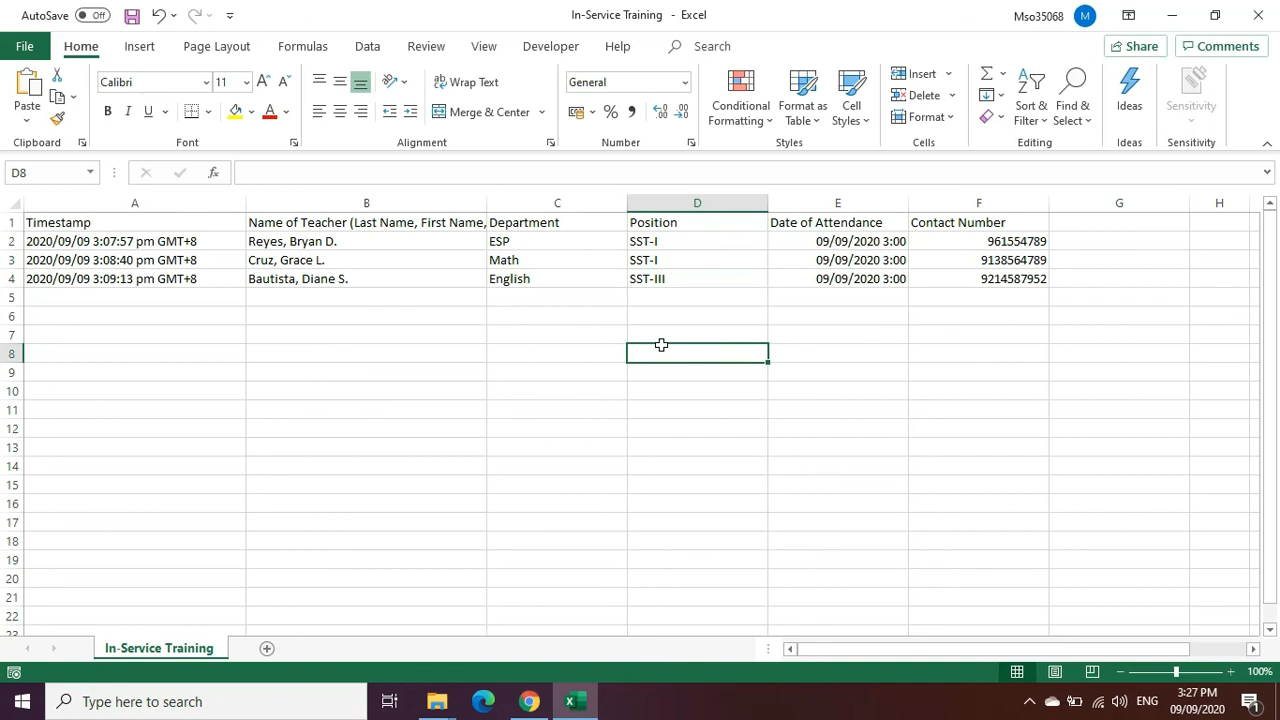 AutoSave Off In-Service Training - Excel Mso35068 M
File Home Insert Page Layout Formulas Data Review View Developer Help Search Share Comments
Paste Calibri 11 Wrap Text General Conditional Formatting Format as Table Cell Styles Insert Sort & Filter Find & Select Ideas Sensitivity
B I U A Merge & Center % , Delete
Format
Clipboard Font Alignment Number Styles Cells Editing Ideas Sensitivity
D8 fx
A B C D E F G H
1 Timestamp Name of Teacher (Last Name, First Name, Department Position Date of Attendance Contact Number
2 2020/09/09 3:07:57 pm GMT+8 Reyes, Bryan D. ESP SST-I 09/09/2020 3:00 961554789
3 2020/09/09 3:08:40 pm GMT+8 Cruz, Grace L. Math SST-I 09/09/2020 3:00 9138564789
4 2020/09/09 3:09:13 pm GMT+8 Bautista, Diane S. English SST-III 09/09/2020 3:00 9214587952
5
6
7
8
9
10
11
12
13
14
15
16
17
18
19
20
21
22
23
In-Service Training
100%
Type here to search ENG 3:27 PM
09/09/2020 1